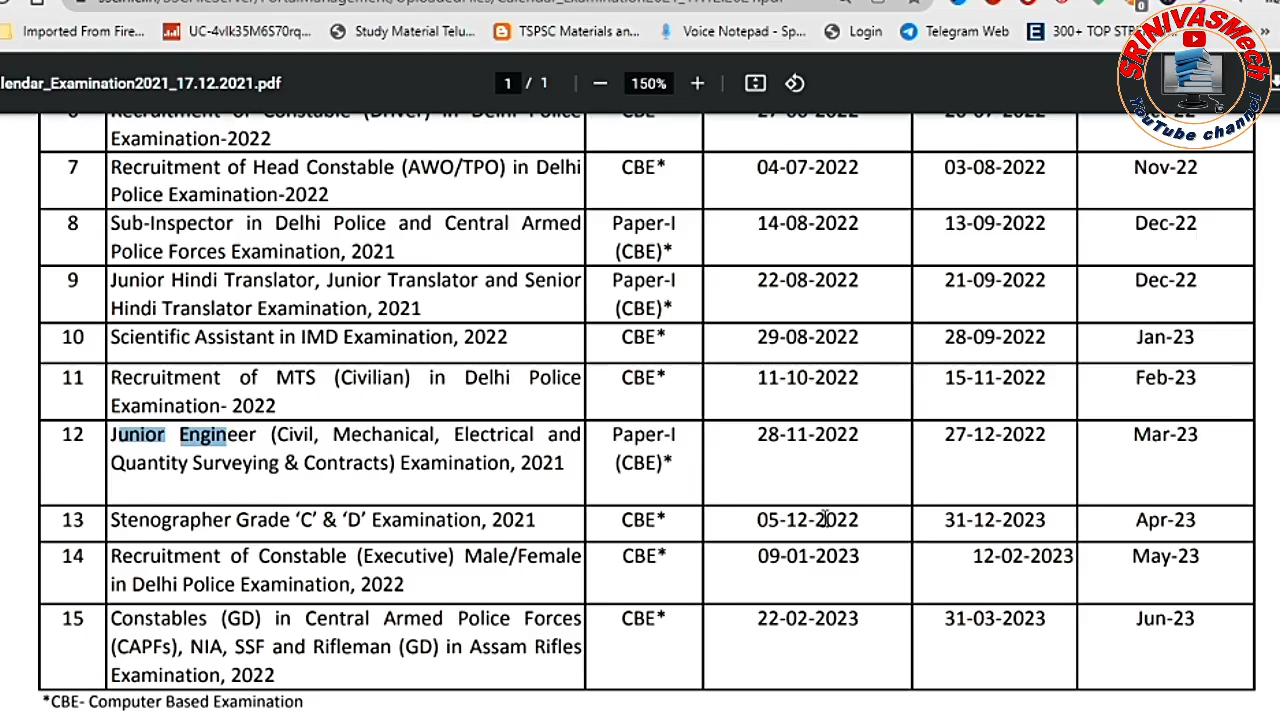 Imported From Fire...
UC-4vlk35M6S70rq...
Study Material Telu...
TSPSC Materials an...
Voice Notepad - Sp...
Login
Telegram Web
300+ TOP STR
»
lendar_Examination2021_17.12.2021.pdf
1 / 1
150%
SRINIVASMech
YouTube channel
Recruitment of Constable (Driver) in Delhi Police
Examination-2022
7 Recruitment of Head Constable (AWO/TPO) in Delhi CBE* 04-07-2022 03-08-2022 Nov-22
Police Examination-2022
8 Sub-Inspector in Delhi Police and Central Armed Paper-I 14-08-2022 13-09-2022 Dec-22
Police Forces Examination, 2021 (CBE)*
9 Junior Hindi Translator, Junior Translator and Senior Paper-I 22-08-2022 21-09-2022 Dec-22
Hindi Translator Examination, 2021 (CBE)*
10 Scientific Assistant in IMD Examination, 2022 CBE* 29-08-2022 28-09-2022 Jan-23
11 Recruitment of MTS (Civilian) in Delhi Police CBE* 11-10-2022 15-11-2022 Feb-23
Examination- 2022
12 Junior Engineer (Civil, Mechanical, Electrical and Paper-I 28-11-2022 27-12-2022 Mar-23
Quantity Surveying & Contracts) Examination, 2021 (CBE)*
13 Stenographer Grade ‘C’ & ‘D’ Examination, 2021 CBE* 05-12-2022 31-12-2023 Apr-23
14 Recruitment of Constable (Executive) Male/Female CBE* 09-01-2023 12-02-2023 May-23
in Delhi Police Examination, 2022
15 Constables (GD) in Central Armed Police Forces CBE* 22-02-2023 31-03-2023 Jun-23
(CAPFs), NIA, SSF and Rifleman (GD) in Assam Rifles
Examination, 2022
*CBE- Computer Based Examination